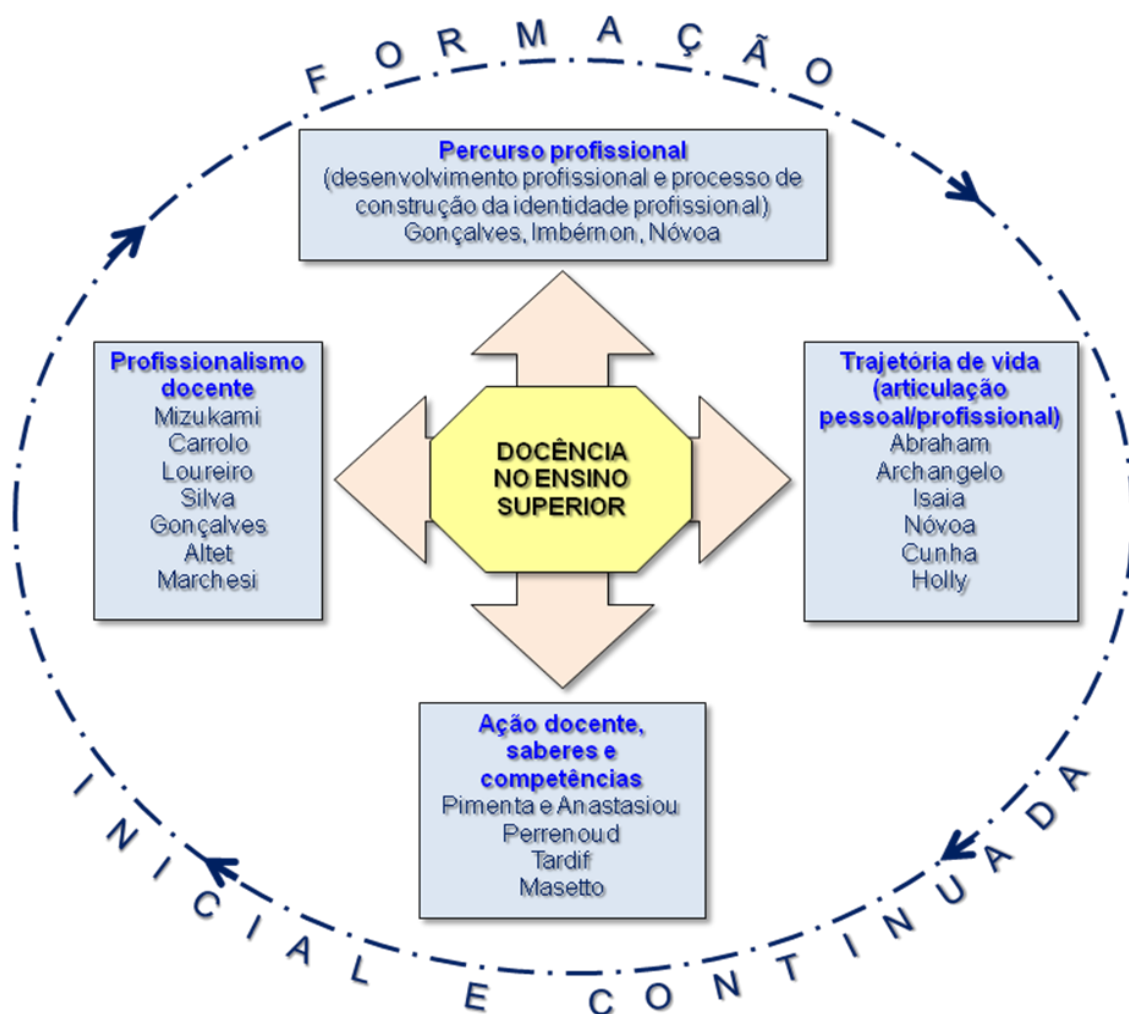 FORMAÇÃO
Percurso profissional
(desenvolvimento profissional e processo de
construção da identidade profissional)
Gonçalves, Imbérnon, Nóvoa
Profissionalismo
docente
Mizukami
Carrolo
Loureiro
Silva
Gonçalves
Altet
Marchesi
DOCÊNCIA
NO ENSINO
SUPERIOR
Trajetória de vida
(articulação
pessoal/profissional)
Abraham
Archangelo
Isaia
Nóvoa
Cunha
Holly
Ação docente,
saberes e
competências
Pimenta e Anastasiou
Perrenoud
Tardif
Masetto
INICIAL E CONTINUADA